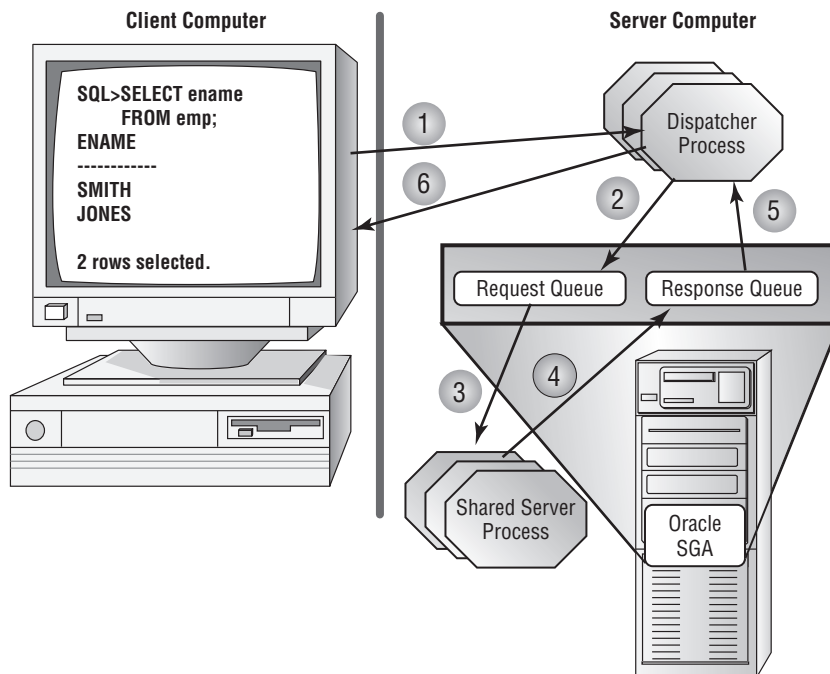 Client Computer
Server Computer
SQL>SELECT ename
FROM emp;
ENAME
------------
SMITH
JONES
2 rows selected.
1
6
Dispatcher
Process
2
5
Request Queue
Response Queue
3
4
Shared Server
Process
Oracle
SGA